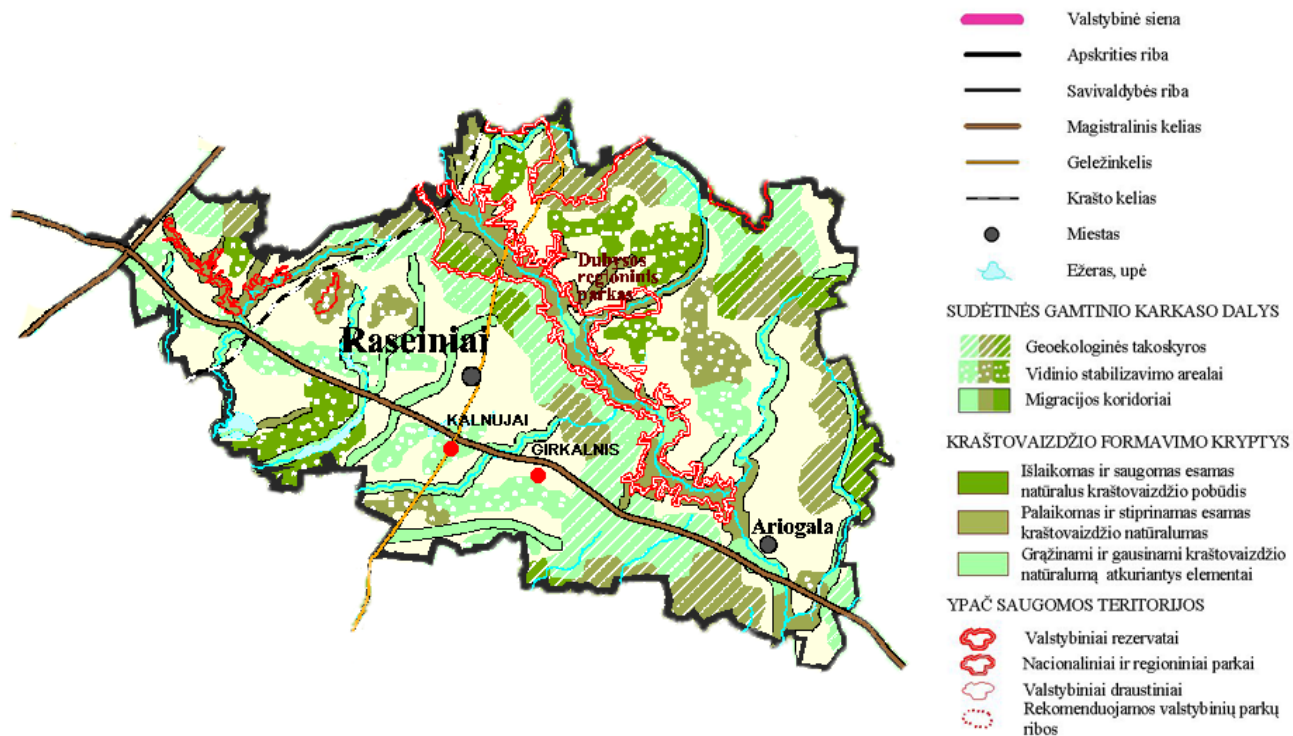 Raseiniai
KALNUJAI
GIRKALNIS
Ariogala
Dubysos
regioninis
parkas
Valstybinė siena
Apskrities riba
Savivaldybės riba
Magistralinis kelias
Geležinkelis
Krašto kelias
Miestas
Ežeras, upė
SUDĖTINĖS GAMTINIO KARKASO DALYS
Geoekologinės takoskyros
Vidinio stabilizavimo arealai
Migracijos koridoriai
KRAŠTOVAIZDŽIO FORMAVIMO KRYPTYS
Išlaikomas ir saugomas esamas
natūralus kraštovaizdžio pobūdis
Palaikomas ir stiprinamas esamas
kraštovaizdžio natūralumas
Grąžinami ir gausinami kraštovaizdžio
natūralumą atkuriantys elementai
YPAČ SAUGOMOS TERITORIJOS
Valstybiniai rezervatai
Nacionaliniai ir regioniniai parkai
Valstybiniai draustiniai
Rekomenduojamos valstybinių parkų
ribos